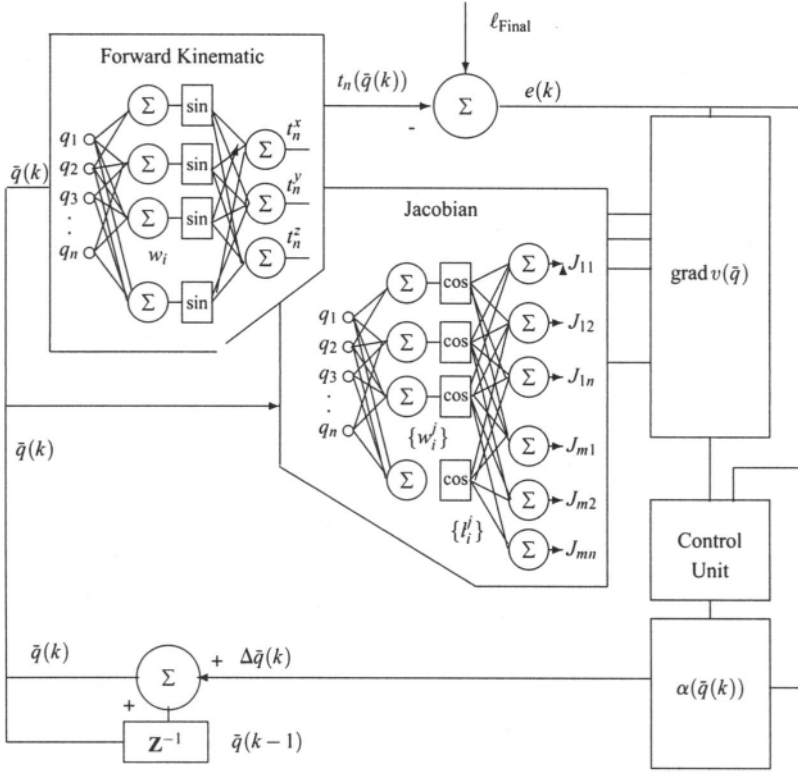 ℓ_Final
Forward Kinematic
t_n(q̄(k))
Σ
e(k)
-
Σ sin
q_1
Σ sin
q_2
Σ sin
q_3
:
q_n
w_i
Σ sin
Σ t_n^x
Σ t_n^y
Σ t_n^z
q̄(k)
Jacobian
q_1
q_2
q_3
:
q_n
Σ cos
Σ cos
Σ cos
{w_i^j}
Σ cos
{l_i^j}
Σ J_11
Σ J_12
Σ J_1n
Σ J_m1
Σ J_m2
Σ J_mn
grad v(q̄)
q̄(k)
Control
Unit
q̄(k)
Σ
+ Δq̄(k)
α(q̄(k))
+
Z^−1
q̄(k−1)